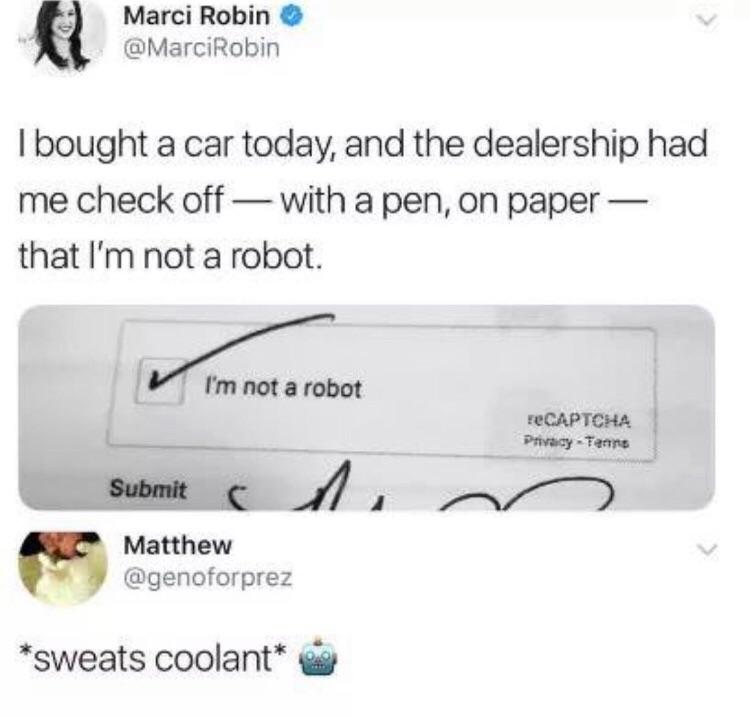 Marci Robin
@MarciRobin
I bought a car today, and the dealership had
me check off — with a pen, on paper —
that I'm not a robot.
I'm not a robot
reCAPTCHA
Privacy - Terms
Submit
Matthew
@genoforprez
*sweats coolant* 🤖